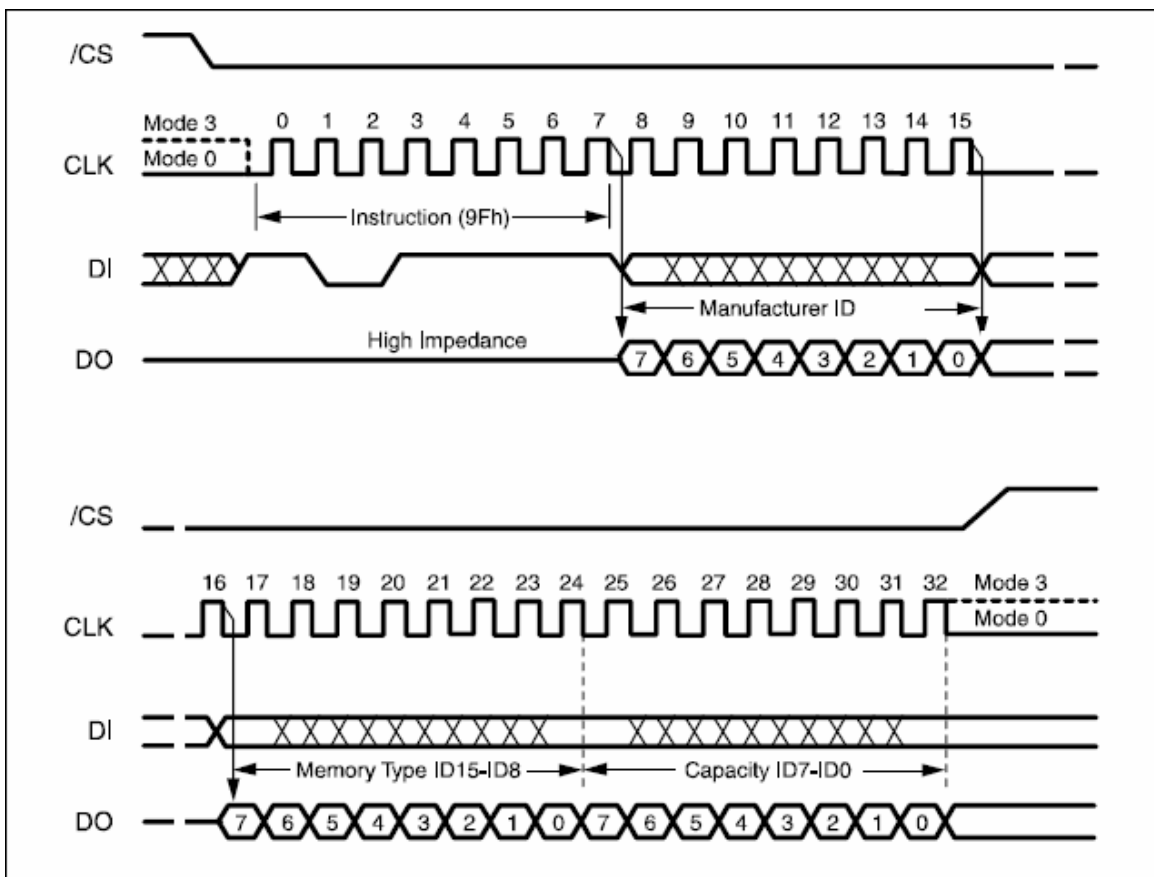 /CS
Mode 3
0 1 2 3 4 5 6 7 8 9 10 11 12 13 14 15
Mode 0
CLK
Instruction (9Fh)
DI
Manufacturer ID
High Impedance
DO
7 6 5 4 3 2 1 0
/CS
16 17 18 19 20 21 22 23 24 25 26 27 28 29 30 31 32
Mode 3
CLK
Mode 0
DI
Memory Type ID15-ID8
Capacity ID7-ID0
DO
7 6 5 4 3 2 1 0 7 6 5 4 3 2 1 0